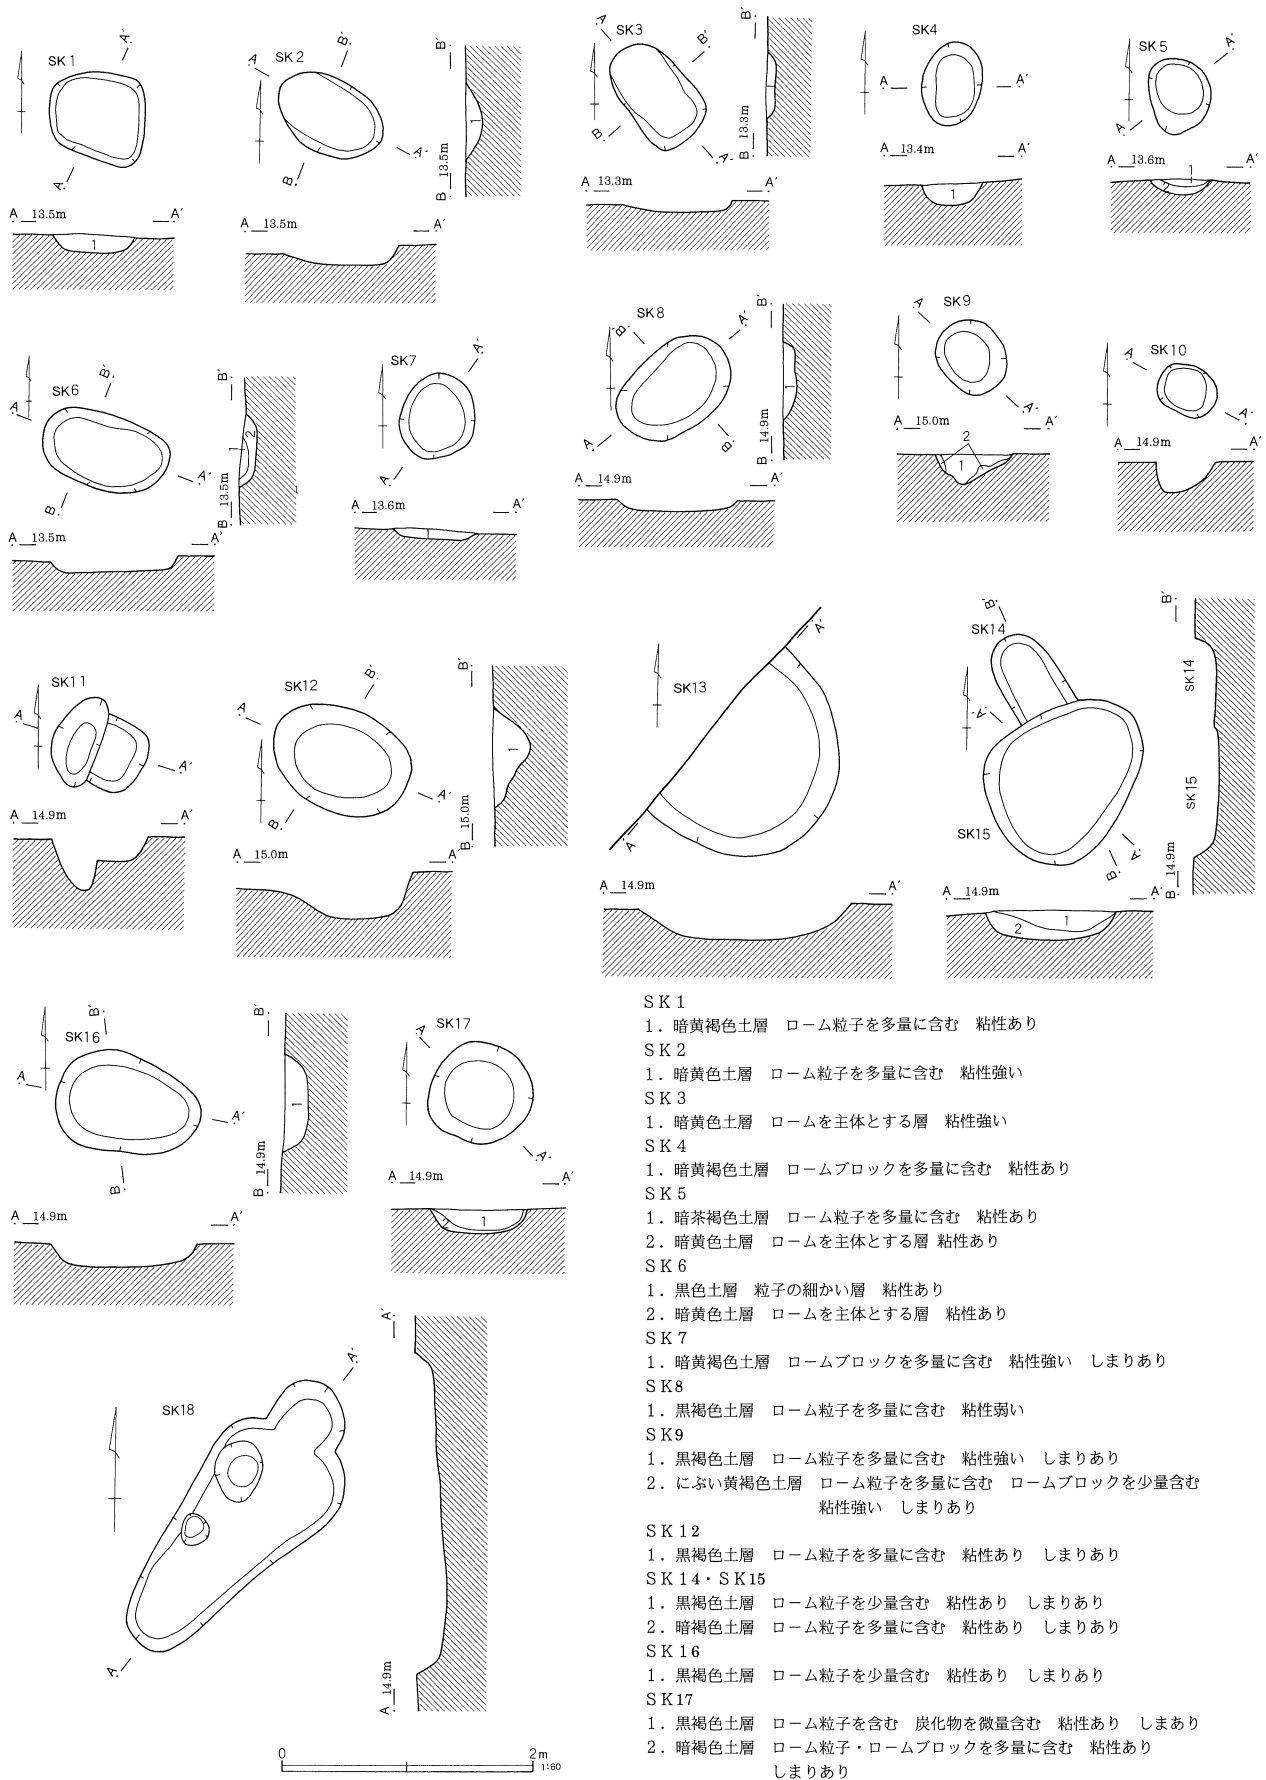 SK1
A A'
A 13.5m A'
1
SK2
A A'
B B'
A 13.5m A'
B 13.5m B'
1
SK3
A A'
B B'
A 13.3m A'
B 13.3m B'
1
SK4
A A'
A 13.4m A'
1
SK5
A A'
A 13.6m A'
1
2
SK6
A A'
B B'
A 13.5m A'
B 13.5m B'
1 2
SK7
A A'
A 13.6m A'
1
SK8
A A'
B B'
A 14.9m A'
B 14.9m B'
1
SK9
A A'
A 15.0m A'
2
1
SK10
A A'
A 14.9m A'
SK11
A A'
A 14.9m A'
SK12
A A'
B B'
A 15.0m A'
B 15.0m B'
1
SK13
A A'
A 14.9m A'
SK14
SK15
A A'
B B'
A 14.9m A'
1
2
B 14.9m B'
SK15 SK14
SK16
A A'
B B'
A 14.9m A'
B 14.9m B'
1
SK17
A A'
A 14.9m A'
2 1
SK18
A A'
A 14.9m A'
0 2m
1:60
SK1
1．暗黄褐色土層　ローム粒子を多量に含む　粘性あり
SK2
1．暗黄色土層　ローム粒子を多量に含む　粘性強い
SK3
1．暗黄色土層　ロームを主体とする層　粘性強い
SK4
1．暗黄褐色土層　ロームブロックを多量に含む　粘性あり
SK5
1．暗茶褐色土層　ローム粒子を多量に含む　粘性あり
2．暗黄色土層　ロームを主体とする層 粘性あり
SK6
1．黒色土層　粒子の細かい層　粘性あり
2．暗黄色土層　ロームを主体とする層　粘性あり
SK7
1．暗黄褐色土層　ロームブロックを多量に含む　粘性強い　しまりあり
SK8
1．黒褐色土層　ローム粒子を多量に含む　粘性弱い
SK9
1．黒褐色土層　ローム粒子を多量に含む　粘性強い　しまりあり
2．にぶい黄褐色土層　ローム粒子を多量に含む　ロームブロックを少量含む
粘性強い　しまりあり
SK12
1．黒褐色土層　ローム粒子を多量に含む　粘性あり　しまりあり
SK14・SK15
1．黒褐色土層　ローム粒子を少量含む　粘性あり　しまりあり
2．暗褐色土層　ローム粒子を多量に含む　粘性あり　しまりあり
SK16
1．黒褐色土層　ローム粒子を少量含む　粘性あり　しまりあり
SK17
1．黒褐色土層　ローム粒子を含む　炭化物を微量含む　粘性あり　しまあり
2．暗褐色土層　ローム粒子・ロームブロックを多量に含む　粘性あり
しまりあり